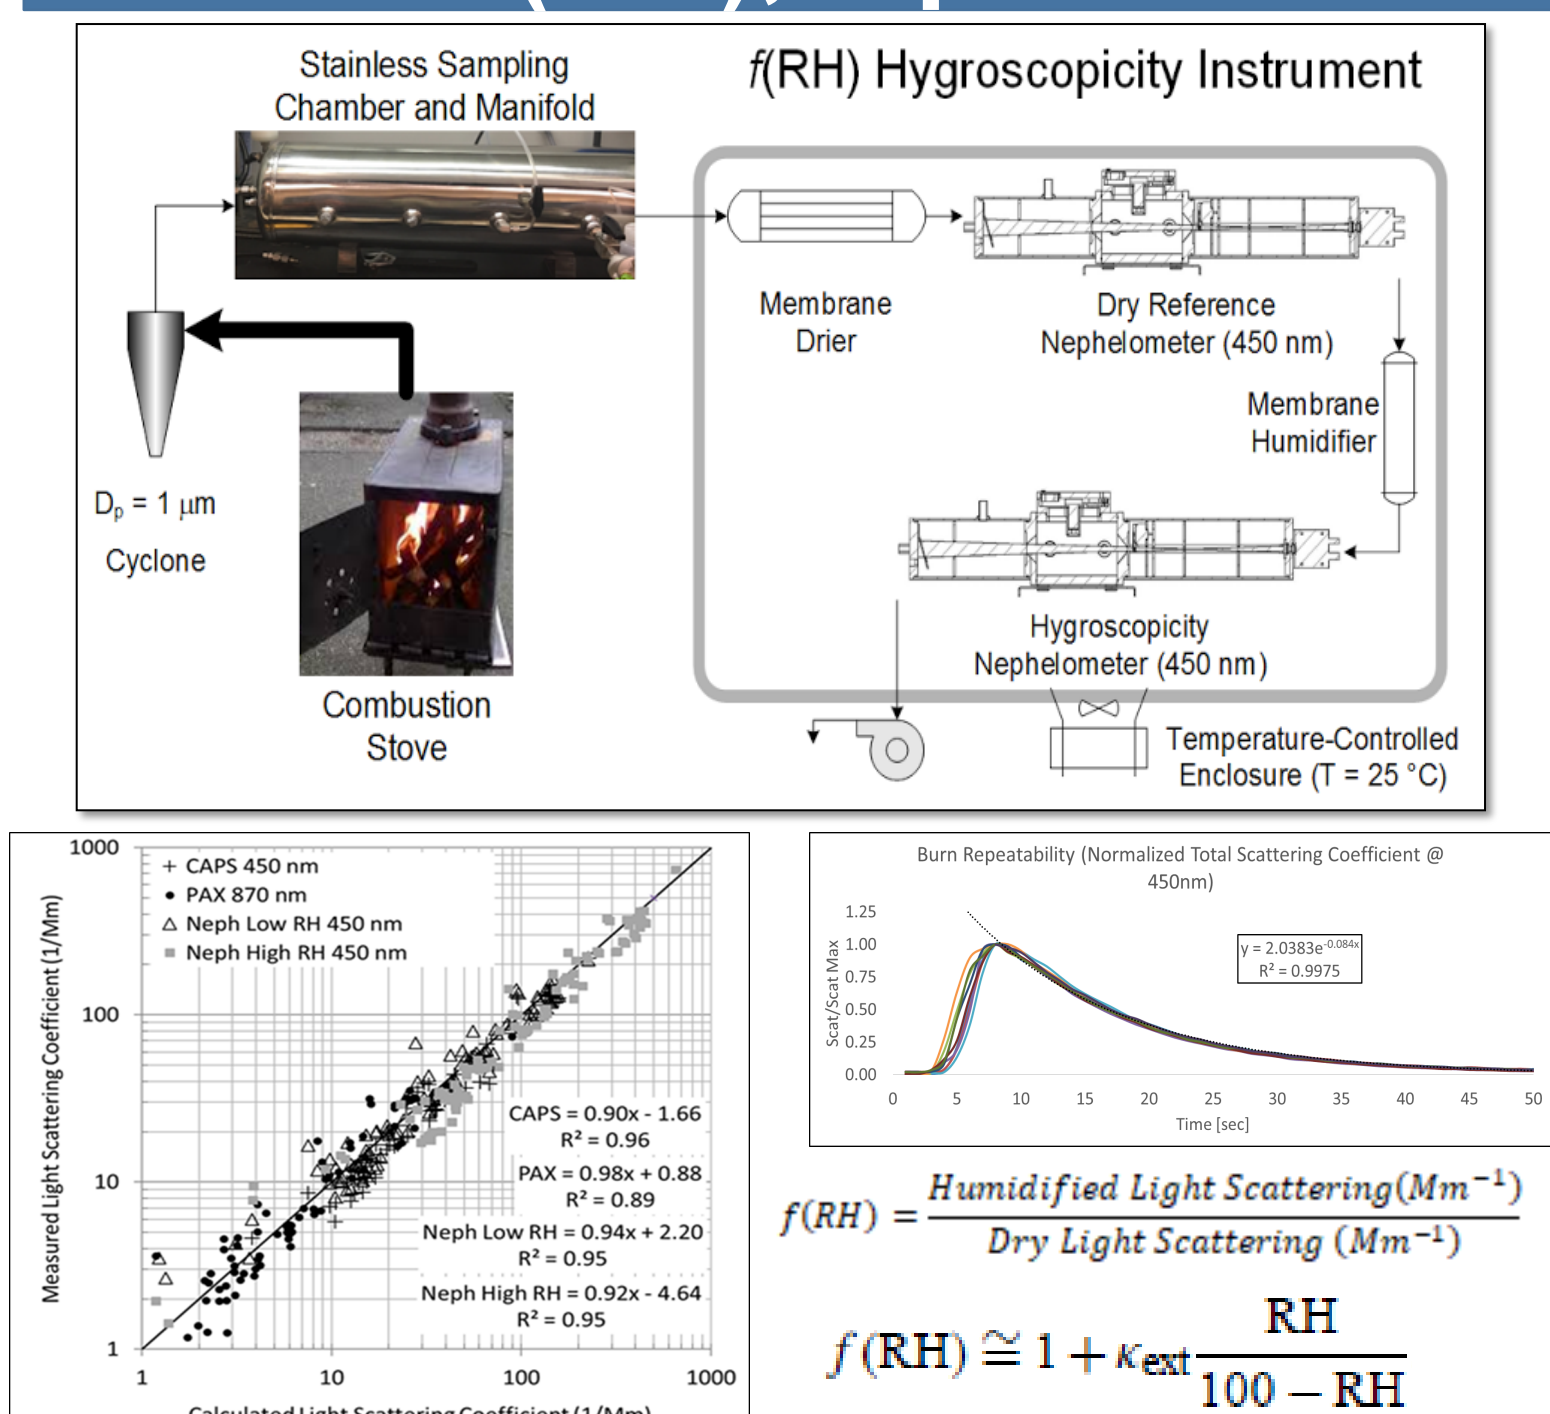 Stainless Sampling
Chamber and Manifold
f(RH) Hygroscopicity Instrument
Membrane
Drier
Dry Reference
Nephelometer (450 nm)
Membrane
Humidifier
Dp = 1 μm
Cyclone
Hygroscopicity
Nephelometer (450 nm)
Combustion
Stove
Temperature-Controlled
Enclosure (T = 25 °C)
Measured Light Scattering Coefficient (1/Mm)
1000
100
10
1
+ CAPS 450 nm
• PAX 870 nm
△ Neph Low RH 450 nm
■ Neph High RH 450 nm
CAPS = 0.90x - 1.66
R² = 0.96
PAX = 0.98x + 0.88
R² = 0.89
Neph Low RH = 0.94x + 2.20
R² = 0.95
Neph High RH = 0.92x - 4.64
R² = 0.95
1 10 100 1000
Calculated Light Scattering Coefficient (1/Mm)
Burn Repeatability (Normalized Total Scattering Coefficient @
450nm)
Scat/Scat Max
1.25
1.00
0.75
0.50
0.25
0.00
y = 2.0383e^-0.084x
R² = 0.9975
0 5 10 15 20 25 30 35 40 45 50
Time [sec]
f(RH) = Humidified Light Scattering(Mm⁻¹)
Dry Light Scattering (Mm⁻¹)
f(RH) ≅ 1 + κext RH
100 − RH